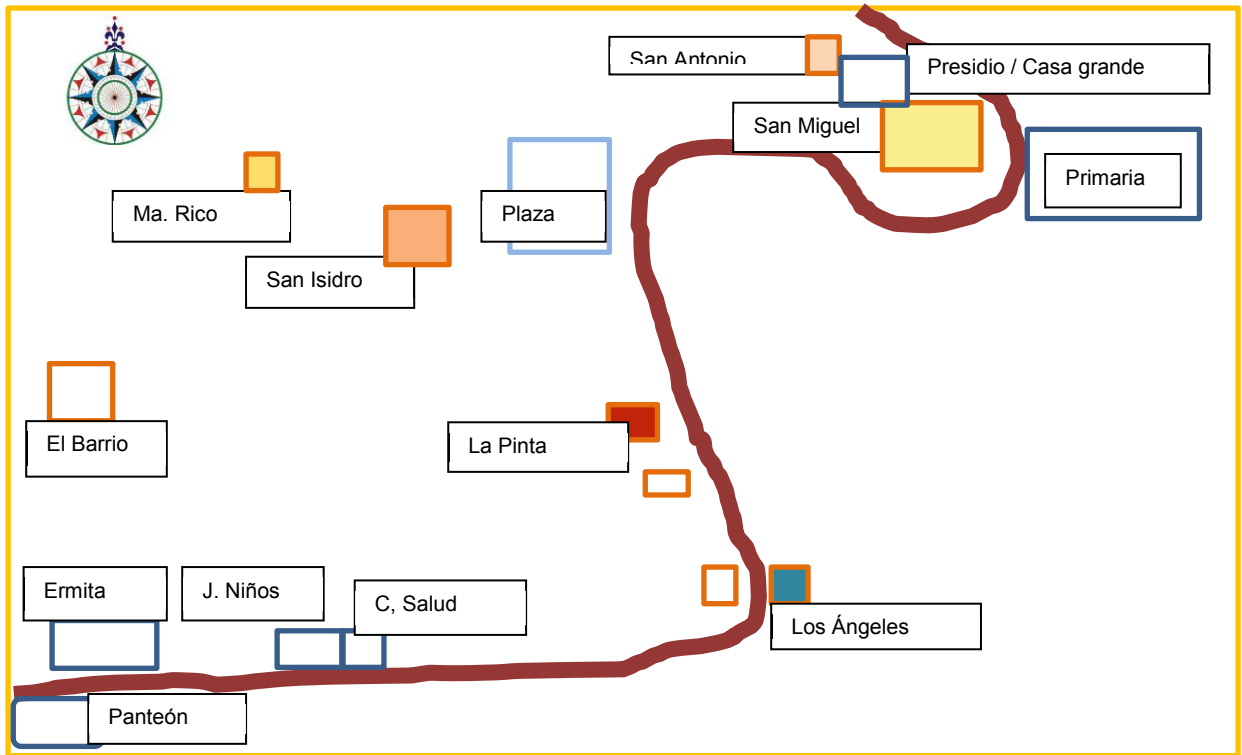 San Antonio
Presidio / Casa grande
San Miguel
Primaria
Ma. Rico
Plaza
San Isidro
El Barrio
La Pinta
Ermita
J. Niños
C, Salud
Los Ángeles
Panteón